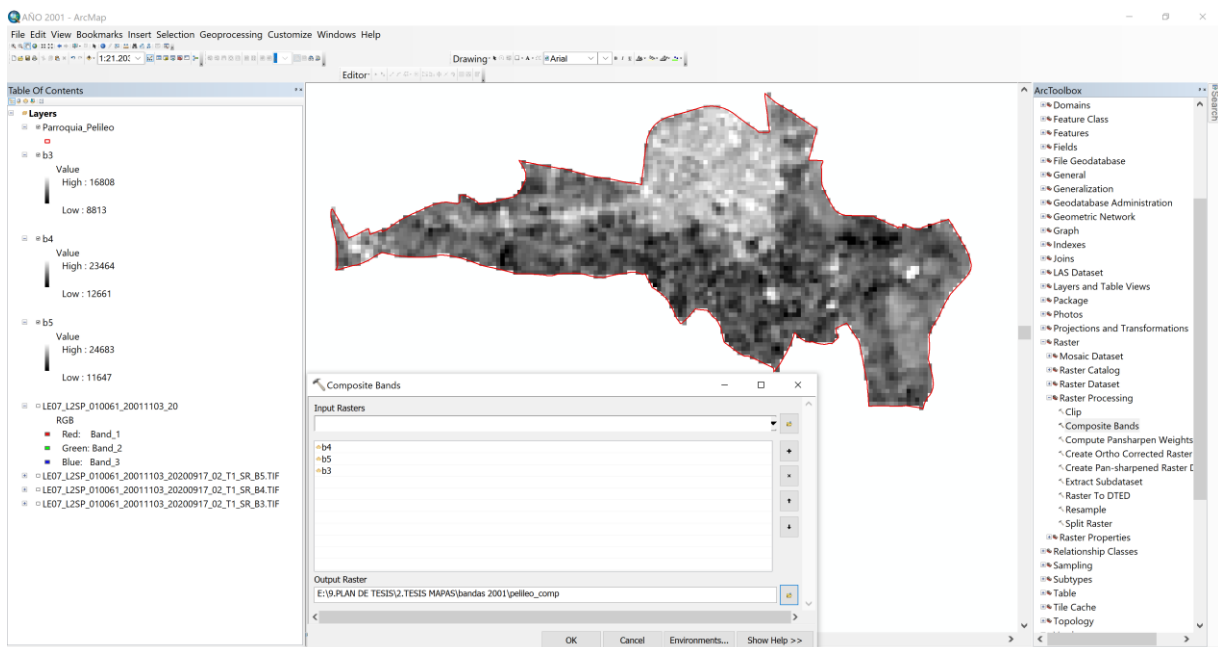 AÑO 2001 - ArcMap
File Edit View Bookmarks Insert Selection Geoprocessing Customize Windows Help
1:21.20
Drawing
Arial
Editor
Table Of Contents
Layers
Parroquia_Pelileo
b3
Value
High : 16808
Low : 8813
b4
Value
High : 23464
Low : 12661
b5
Value
High : 24683
Low : 11647
LE07_L2SP_010061_20011103_20
RGB
Red: Band_1
Green: Band_2
Blue: Band_3
LE07_L2SP_010061_20011103_20200917_02_T1_SR_B5.TIF
LE07_L2SP_010061_20011103_20200917_02_T1_SR_B4.TIF
LE07_L2SP_010061_20011103_20200917_02_T1_SR_B3.TIF
Composite Bands
Input Rasters
b4
b5
b3
Output Raster
E:\9.PLAN DE TESIS\2.TESIS MAPAS\bandas 2001\pelileo_comp
OK Cancel Environments... Show Help >>
ArcToolbox
Domains
Feature Class
Features
Fields
File Geodatabase
General
Generalization
Geodatabase Administration
Geometric Network
Graph
Indexes
Joins
LAS Dataset
Layers and Table Views
Package
Photos
Projections and Transformations
Raster
Mosaic Dataset
Raster Catalog
Raster Dataset
Raster Processing
Clip
Composite Bands
Compute Pansharpen Weights
Create Ortho Corrected Raster
Create Pan-sharpened Raster D
Extract Subdataset
Raster To DTED
Resample
Split Raster
Raster Properties
Relationship Classes
Sampling
Subtypes
Table
Tile Cache
Topology
Search